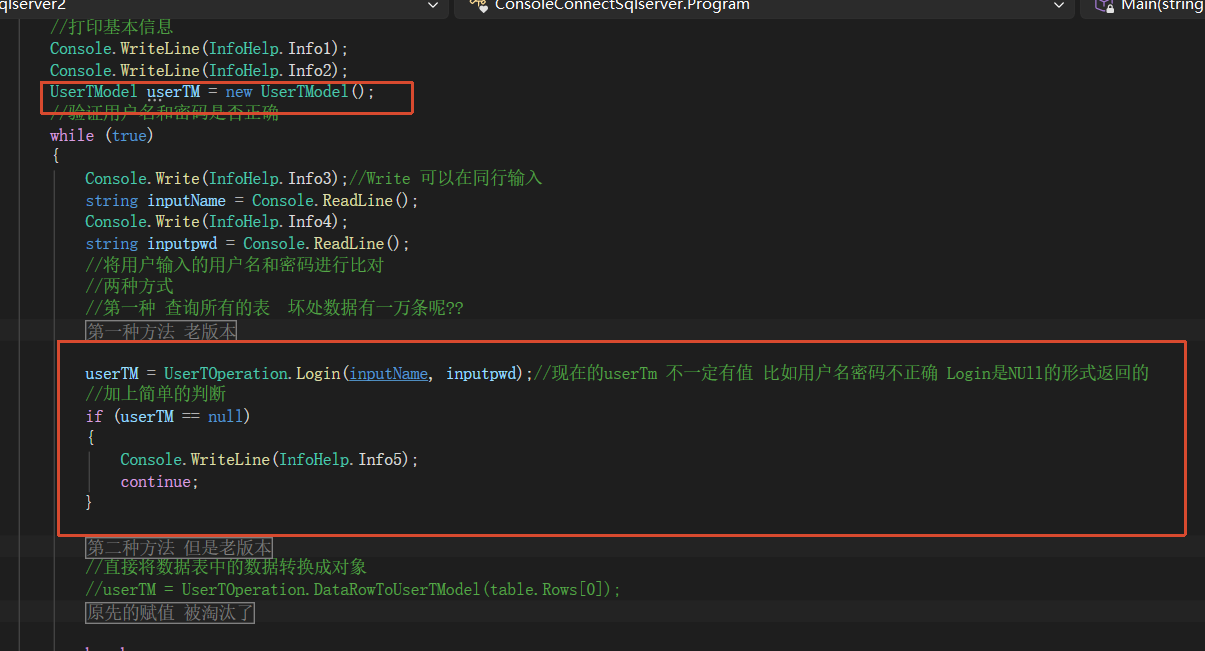 qlserver2 ConsoleConnectSqlserver.Program Main(string
//打印基本信息
Console.WriteLine(InfoHelp.Info1);
Console.WriteLine(InfoHelp.Info2);
UserTModel userTM = new UserTModel();
//验证用户名和密码是否正确
while (true)
{
Console.Write(InfoHelp.Info3);//Write 可以在同行输入
string inputName = Console.ReadLine();
Console.Write(InfoHelp.Info4);
string inputpwd = Console.ReadLine();
//将用户输入的用户名和密码进行比对
//两种方式
//第一种 查询所有的表  坏处数据有一万条呢??
第一种方法 老版本
userTM = UserTOperation.Login(inputName, inputpwd);//现在的userTm 不一定有值 比如用户名密码不正确 Login是NUll的形式返回的
//加上简单的判断
if (userTM == null)
{
Console.WriteLine(InfoHelp.Info5);
continue;
}
第二种方法 但是老版本
//直接将数据表中的数据转换成对象
//userTM = UserTOperation.DataRowToUserTModel(table.Rows[0]);
原先的赋值 被淘汰了